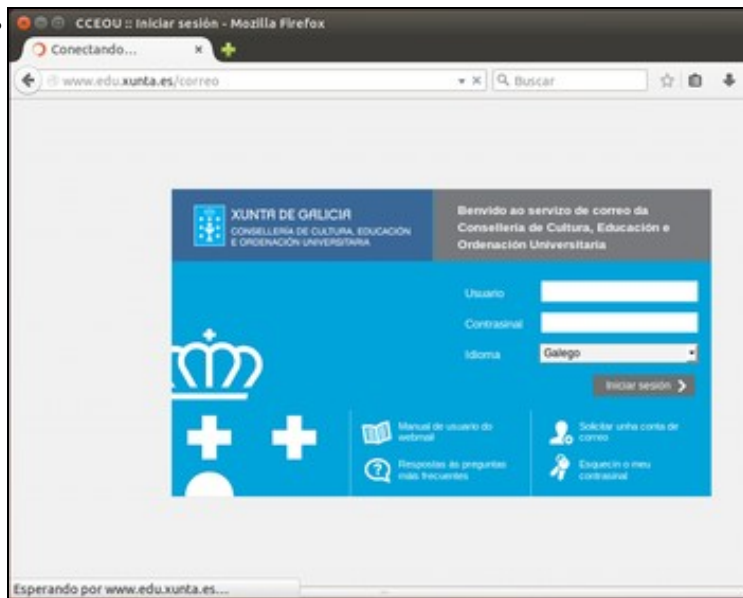 CCEOU :: Iniciar sesión - Mozilla Firefox
Conectando...
www.edu.xunta.es/correo
Buscar
XUNTA DE GALICIA
CONSELLERÍA DE CULTURA, EDUCACIÓN
E ORDENACIÓN UNIVERSITARIA
Benvido ao servizo de correo da
Consellería de Cultura, Educación e
Ordenación Universitaria
Usuario
Contrasinal
Idioma
Galego
Iniciar sesión
Manual de usuario do
webmail
Solicitar unha conta de
correo
Respostas ás preguntas
máis frecuentes
Esquecín o meu
contrasinal
Esperando por www.edu.xunta.es...